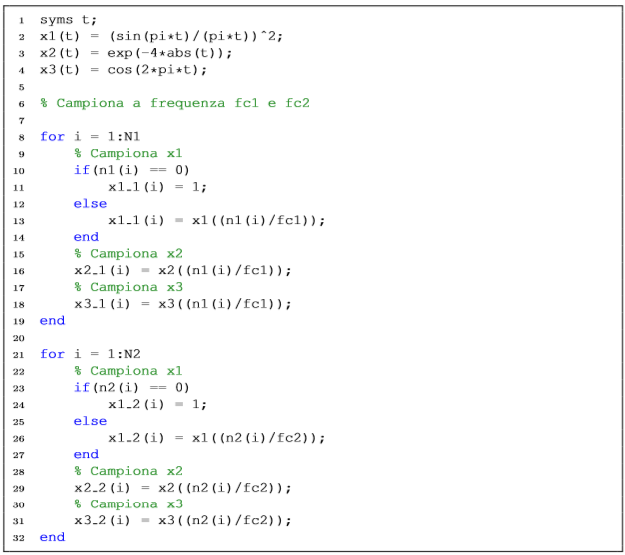 1 syms t;
2 x1(t) = (sin(pi*t)/(pi*t))^2;
3 x2(t) = exp(-4*abs(t));
4 x3(t) = cos(2*pi*t);
5
6 % Campiona a frequenza fc1 e fc2
7
8 for i = 1:N1
9 % Campiona x1
10 if(n1(i) == 0)
11 x1_1(i) = 1;
12 else
13 x1_1(i) = x1((n1(i)/fc1));
14 end
15 % Campiona x2
16 x2_1(i) = x2((n1(i)/fc1));
17 % Campiona x3
18 x3_1(i) = x3((n1(i)/fc1));
19 end
20
21 for i = 1:N2
22 % Campiona x1
23 if(n2(i) == 0)
24 x1_2(i) = 1;
25 else
26 x1_2(i) = x1((n2(i)/fc2));
27 end
28 % Campiona x2
29 x2_2(i) = x2((n2(i)/fc2));
30 % Campiona x3
31 x3_2(i) = x3((n2(i)/fc2));
32 end